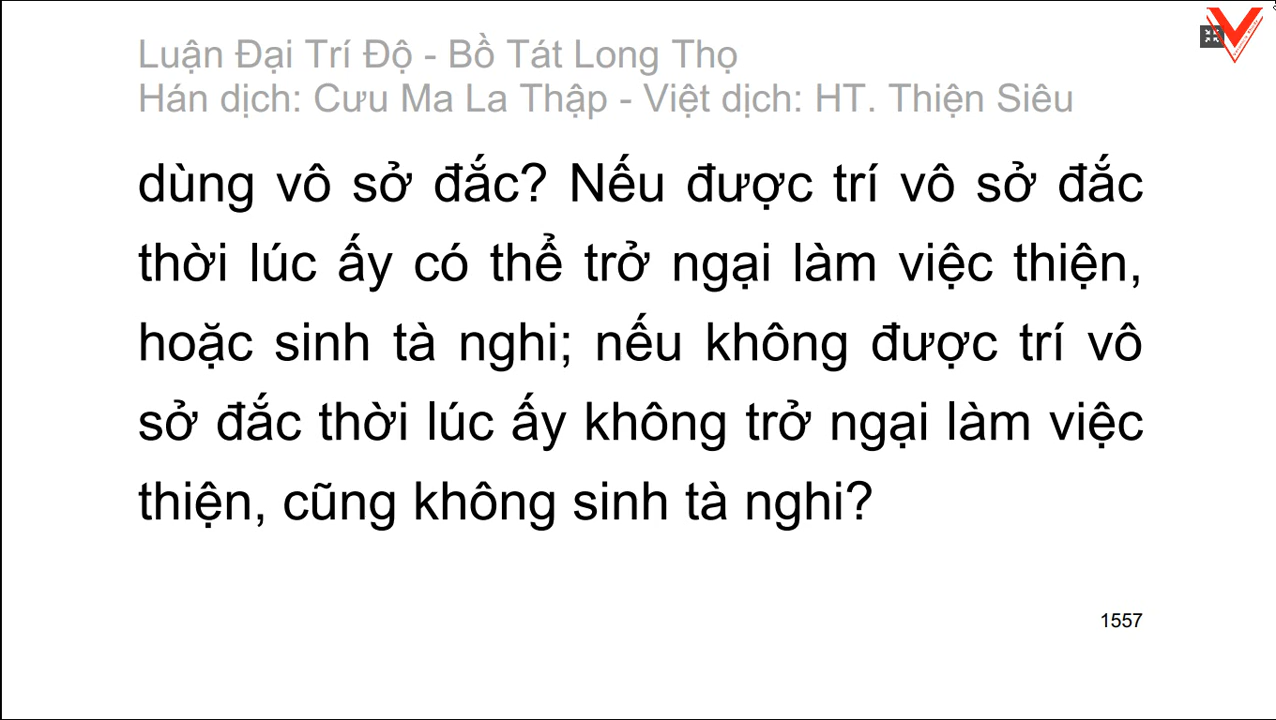 Luận Đại Trí Độ - Bồ Tát Long Thọ
Hán dịch: Cưu Ma La Thập - Việt dịch: HT. Thiện Siêu
dùng vô sở đắc? Nếu được trí vô sở đắc
thời lúc ấy có thể trở ngại làm việc thiện,
hoặc sinh tà nghi; nếu không được trí vô
sở đắc thời lúc ấy không trở ngại làm việc
thiện, cũng không sinh tà nghi?
1557